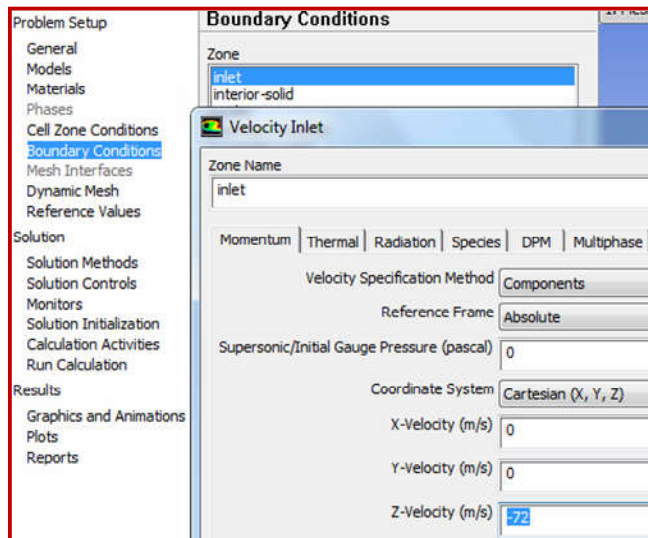 Problem Setup
General
Models
Materials
Phases
Cell Zone Conditions
Boundary Conditions
Mesh Interfaces
Dynamic Mesh
Reference Values
Solution
Solution Methods
Solution Controls
Monitors
Solution Initialization
Calculation Activities
Run Calculation
Results
Graphics and Animations
Plots
Reports
Boundary Conditions
Zone
inlet
interior-solid
Velocity Inlet
Zone Name
inlet
Momentum Thermal Radiation Species DPM Multiphase
Velocity Specification Method Components
Reference Frame Absolute
Supersonic/Initial Gauge Pressure (pascal) 0
Coordinate System Cartesian (X, Y, Z)
X-Velocity (m/s) 0
Y-Velocity (m/s) 0
Z-Velocity (m/s) -72